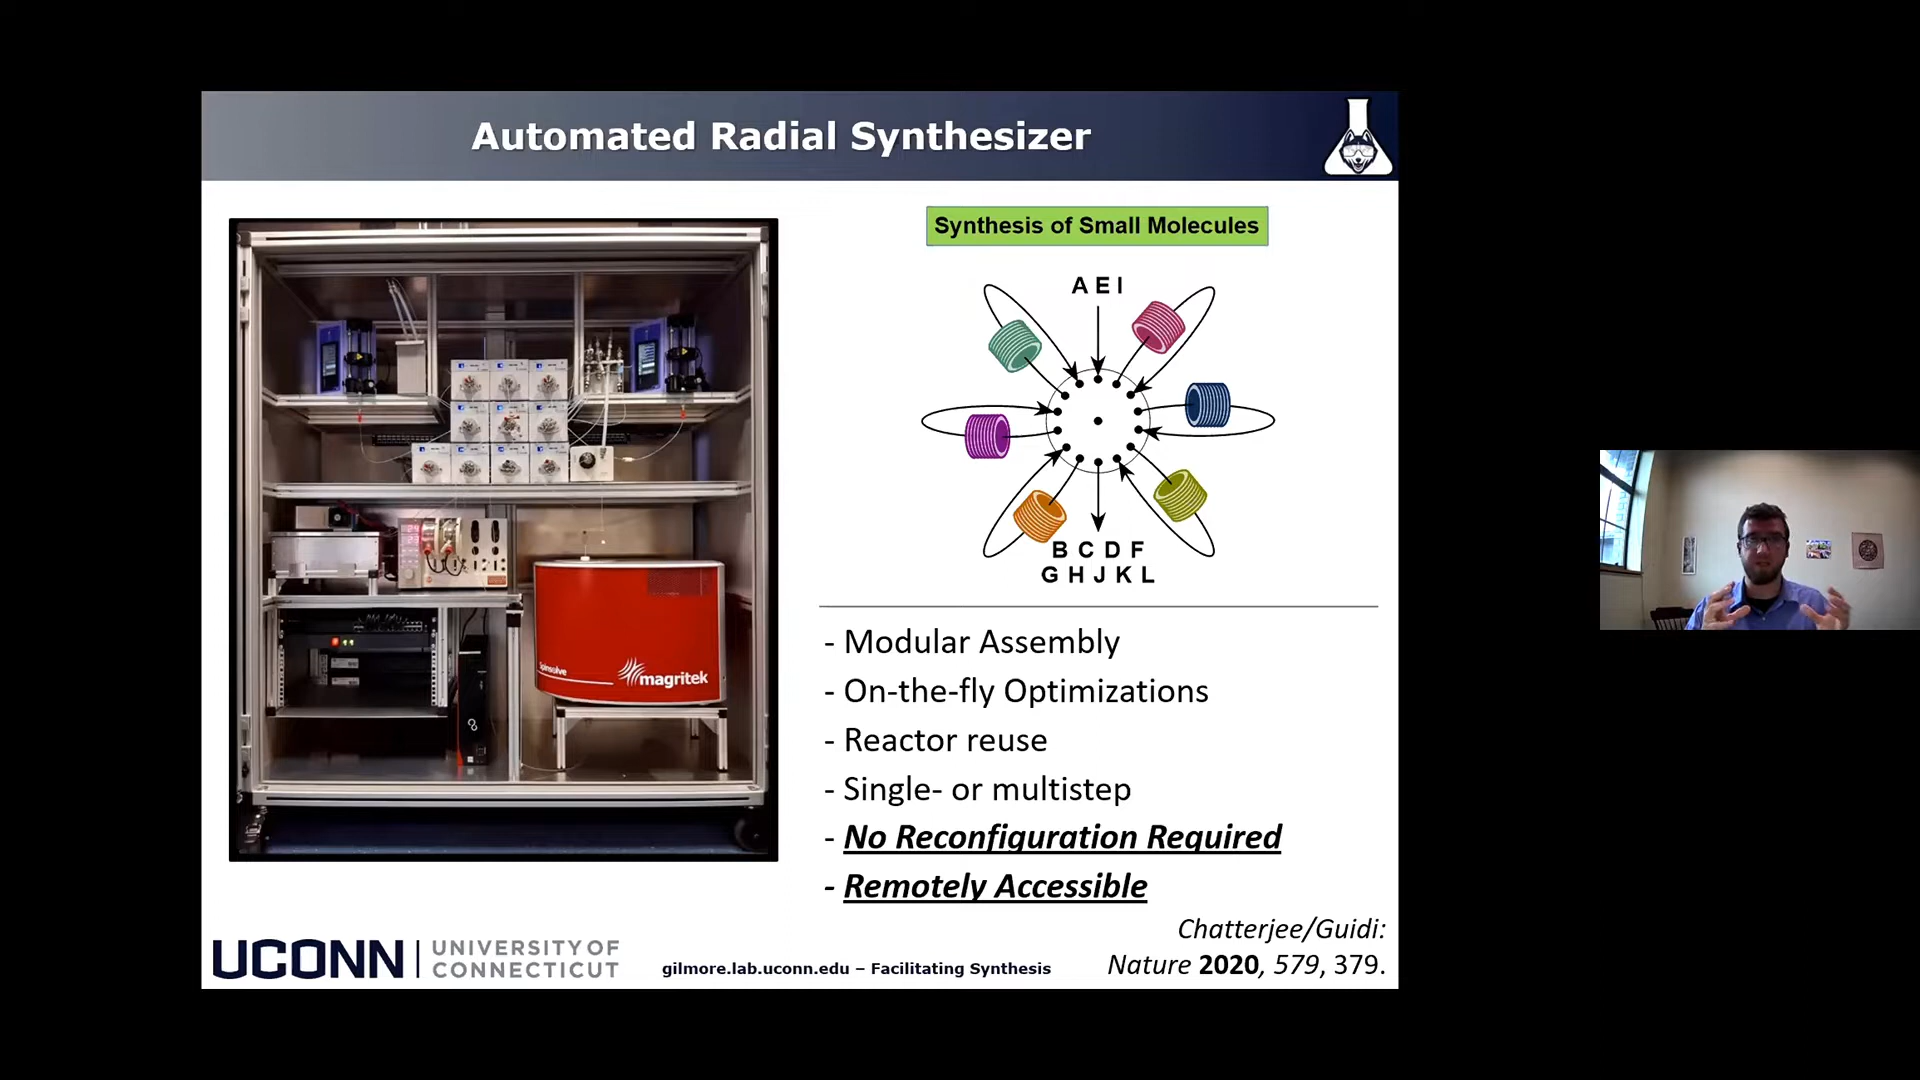 Automated Radial Synthesizer
Synthesis of Small Molecules
A E I
B C D F
G H J K L
spinsolve
magritek
- Modular Assembly
- On-the-fly Optimizations
- Reactor reuse
- Single- or multistep
- No Reconfiguration Required
- Remotely Accessible
Chatterjee/Guidi:
Nature 2020, 579, 379.
UCONN | UNIVERSITY OF
CONNECTICUT
gilmore.lab.uconn.edu – Facilitating Synthesis